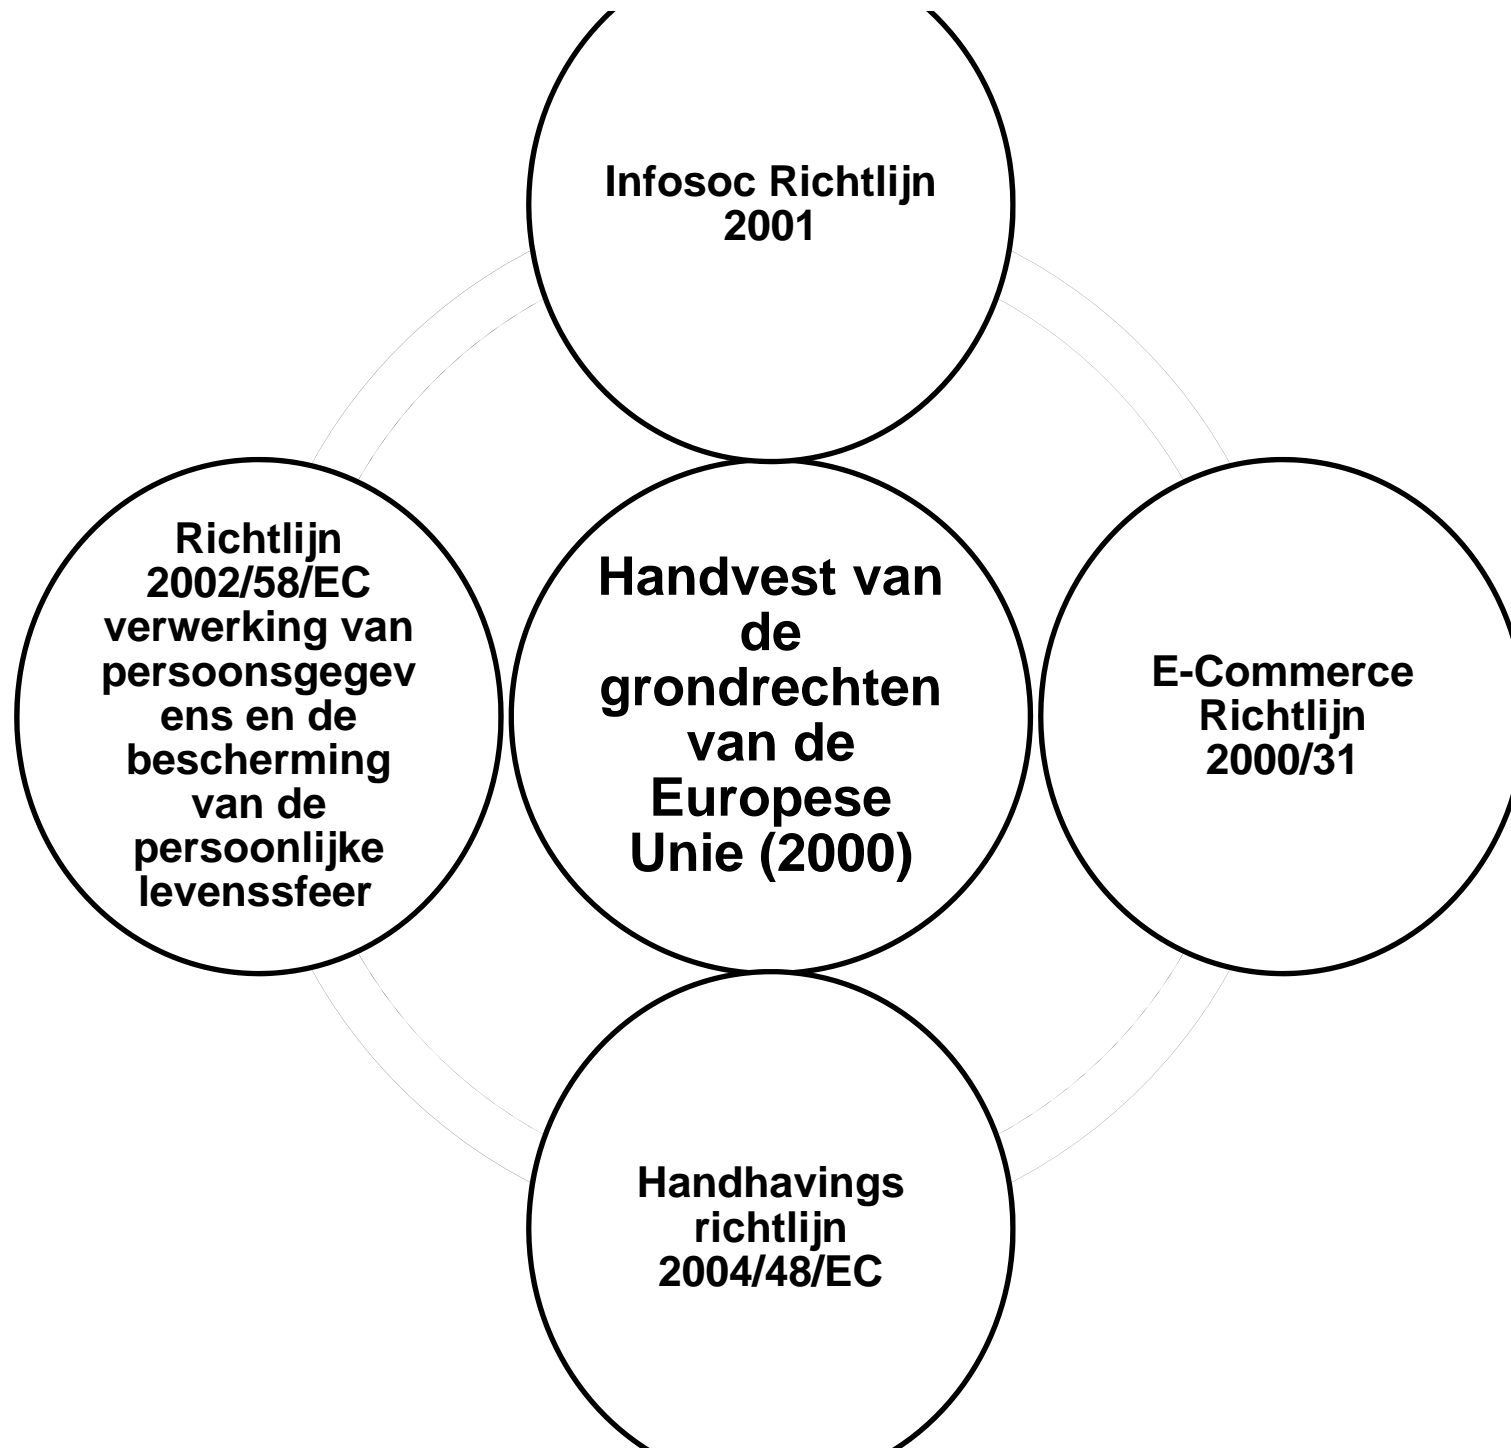 Infosoc Richtlijn
2001
Richtlijn
2002/58/EC
verwerking van
persoonsgegev
ens en de
bescherming
van de
persoonlijke
levenssfeer
Handvest van
de
grondrechten
van de
Europese
Unie (2000)
E-Commerce
Richtlijn
2000/31
Handhavings
richtlijn
2004/48/EC